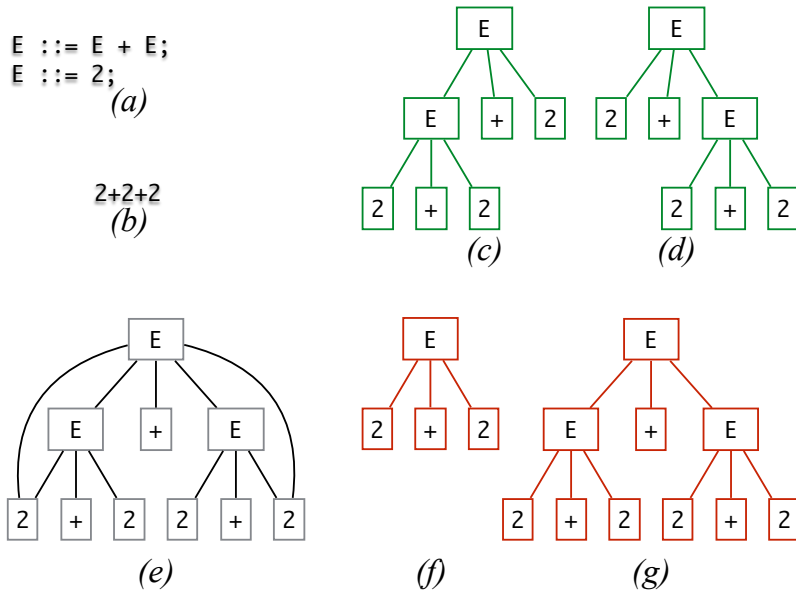 E ::= E + E;
E ::= 2;
(a)
2+2+2
(b)
E
E + 2
2 + 2
(c)
E
2 + E
2 + 2
(d)
E
E + E
2 + 2 2 + 2
(e)
E
2 + 2
(f)
E
E + E
2 + 2 2 + 2
(g)